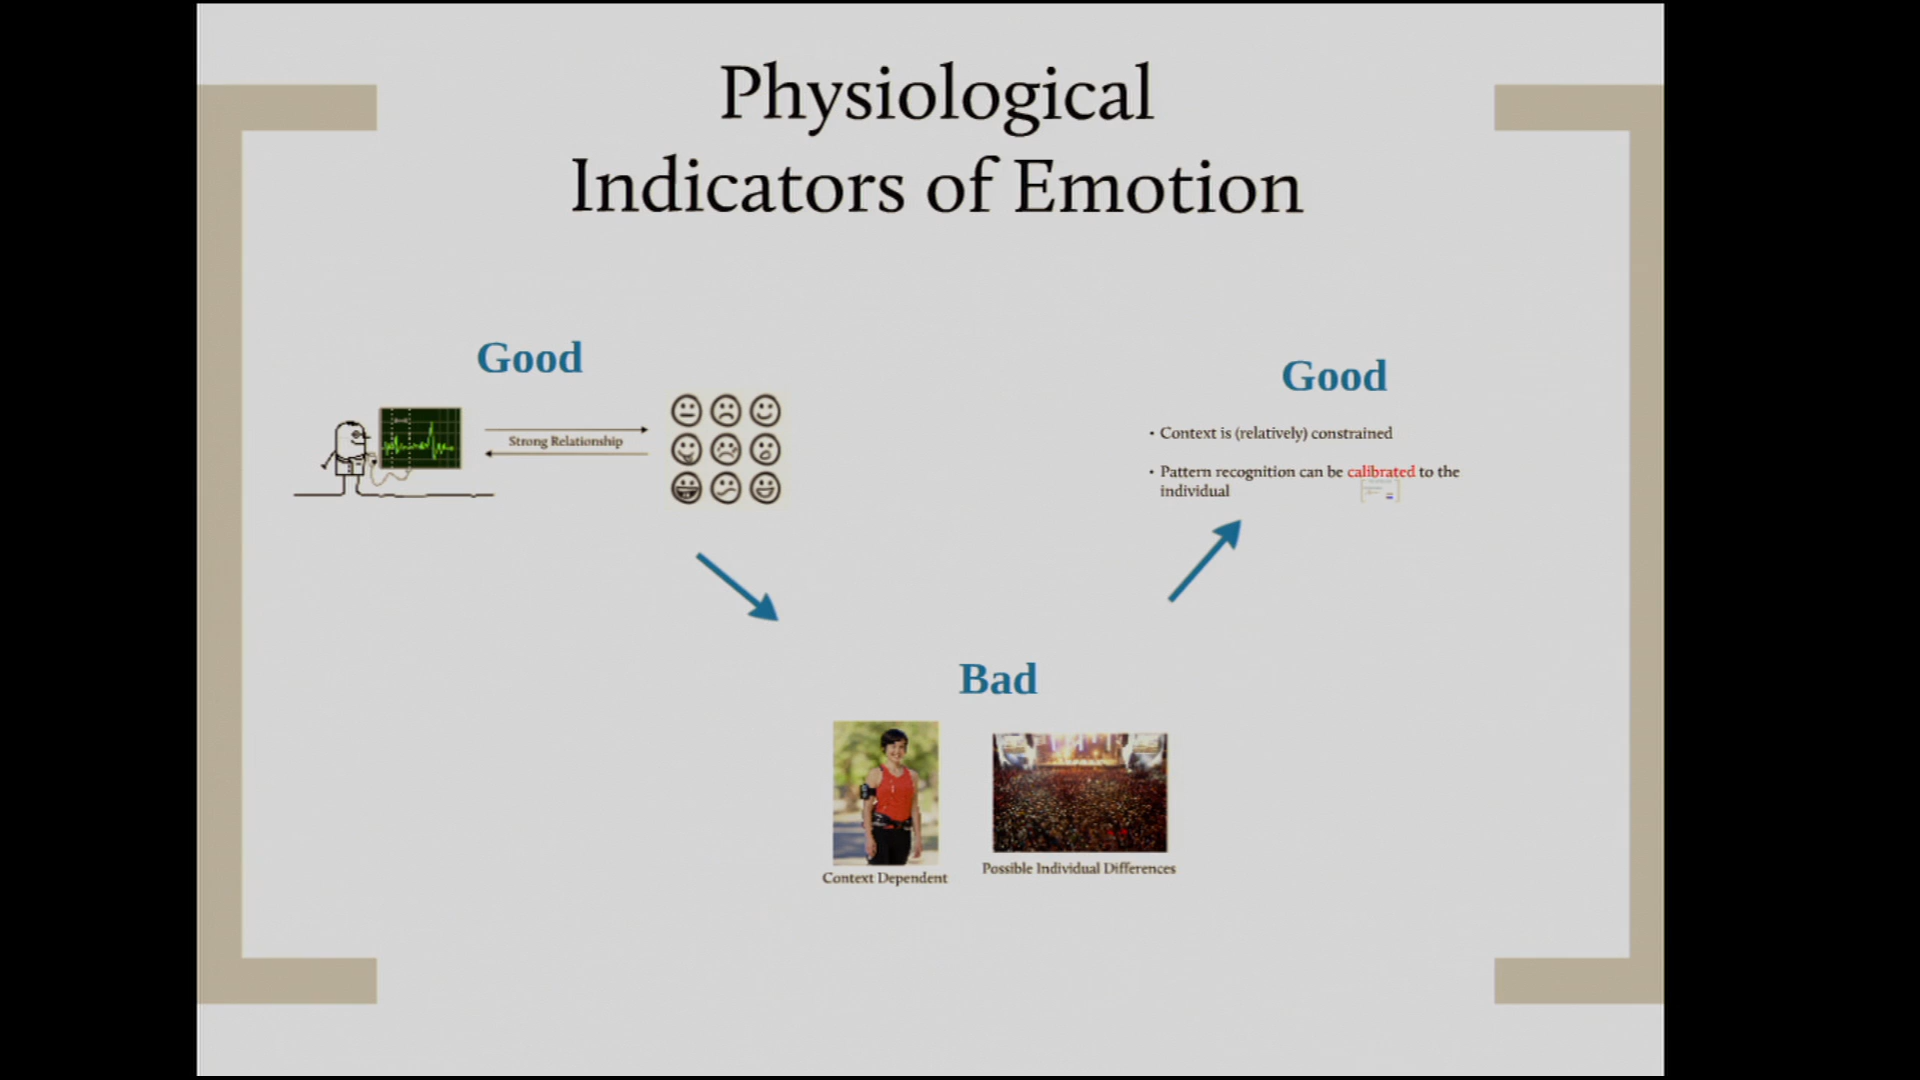 Physiological
Indicators of Emotion
Good
Strong Relationship
Good
• Context is (relatively) constrained
• Pattern recognition can be calibrated to the
individual
Bad
Context Dependent
Possible Individual Differences